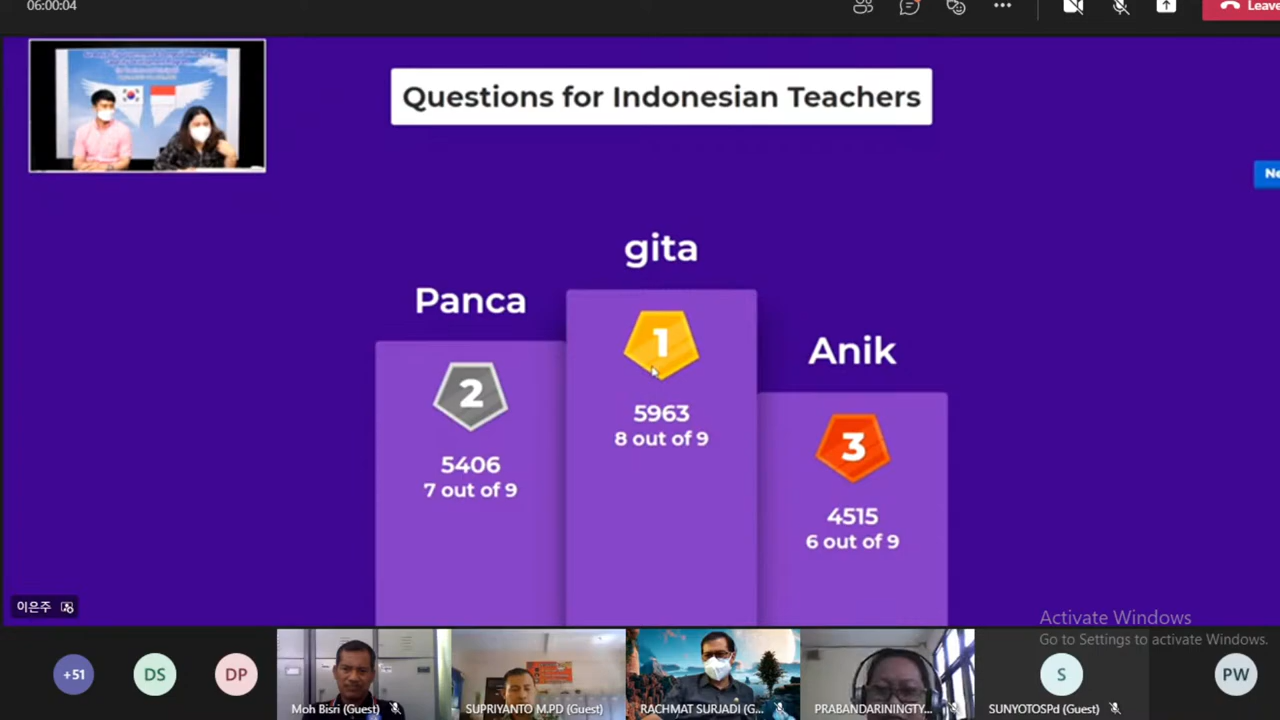 06:00:04
Leave
Questions for Indonesian Teachers
Ne
gita
Panca
Anik
1
5963
8 out of 9
2
5406
7 out of 9
3
4515
6 out of 9
이은주
Activate Windows
Go to Settings to activate Windows.
+51
DS
DP
S
PW
Moh Bisri (Guest)
SUPRIYANTO M.PD (Guest)
RACHMAT SURJADI (G...
PRABANDARININGTY...
SUNYOTOSPd (Guest)